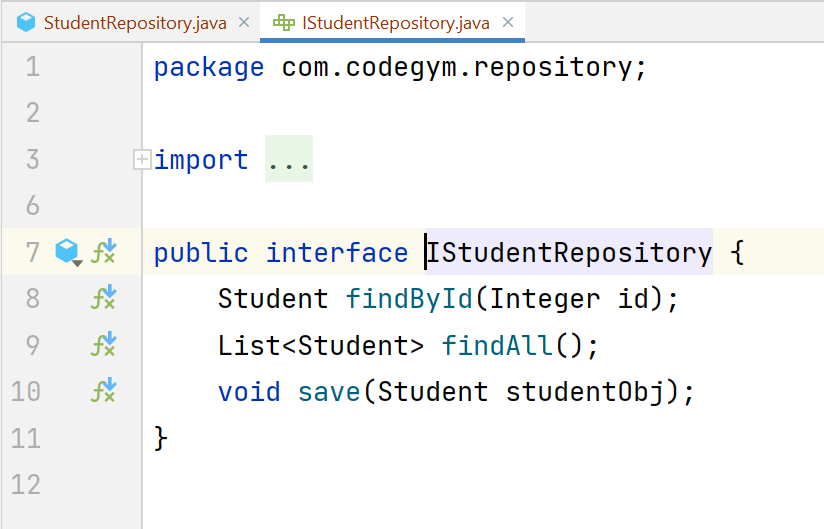 StudentRepository.java × IStudentRepository.java ×
1 package com.codegym.repository;
2
3 import ...
6
7 public interface IStudentRepository {
8 Student findById(Integer id);
9 List<Student> findAll();
10 void save(Student studentObj);
11 }
12